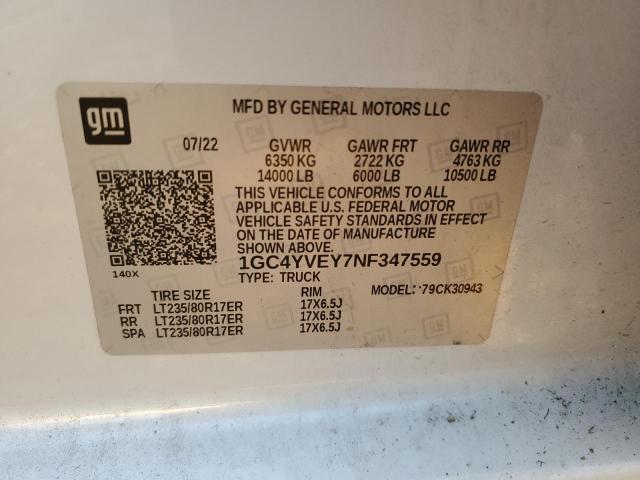 gm
MFD BY GENERAL MOTORS LLC
07/22 GVWR GAWR FRT GAWR RR
6350 KG 2722 KG 4763 KG
14000 LB 6000 LB 10500 LB
THIS VEHICLE CONFORMS TO ALL
APPLICABLE U.S. FEDERAL MOTOR
VEHICLE SAFETY STANDARDS IN EFFECT
ON THE DATE OF MANUFACTURE
SHOWN ABOVE.
1GC4YVEY7NF347559
140X
TYPE: TRUCK
TIRE SIZE RIM MODEL: 79CK30943
FRT LT235/80R17ER 17X6.5J
RR LT235/80R17ER 17X6.5J
SPA LT235/80R17ER 17X6.5J